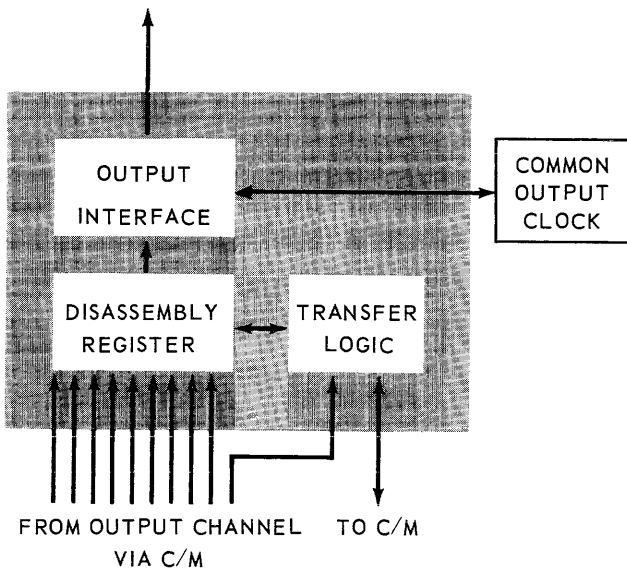 OUTPUT
INTERFACE
COMMON
OUTPUT
CLOCK
DISASSEMBLY
REGISTER
TRANSFER
LOGIC
FROM OUTPUT CHANNEL
VIA C/M
TO C/M